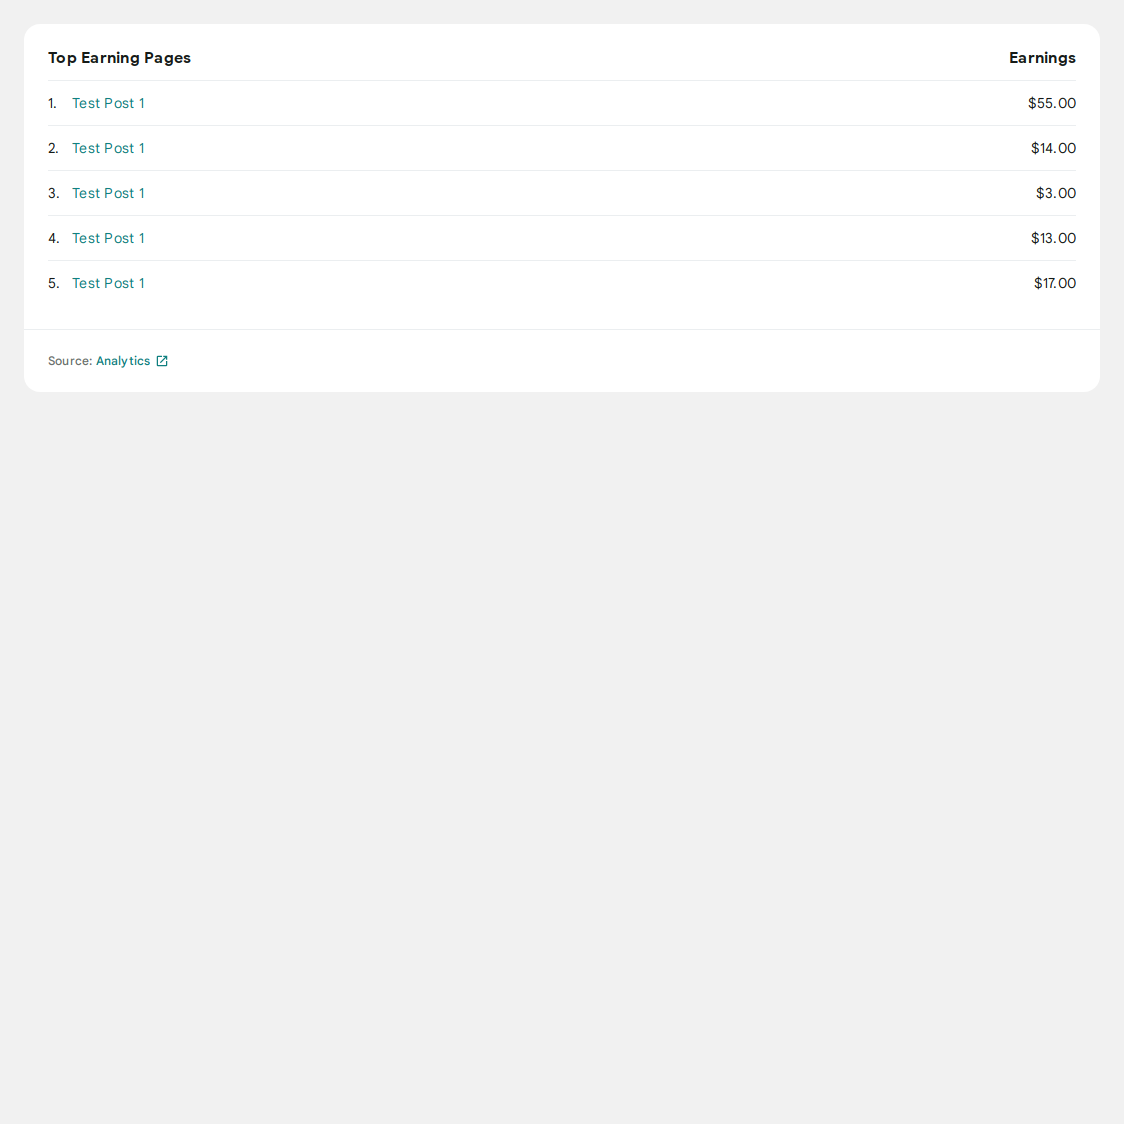 Top Earning Pages Earnings
1. Test Post 1 $55.00
2. Test Post 1 $14.00
3. Test Post 1 $3.00
4. Test Post 1 $13.00
5. Test Post 1 $17.00
Source: Analytics